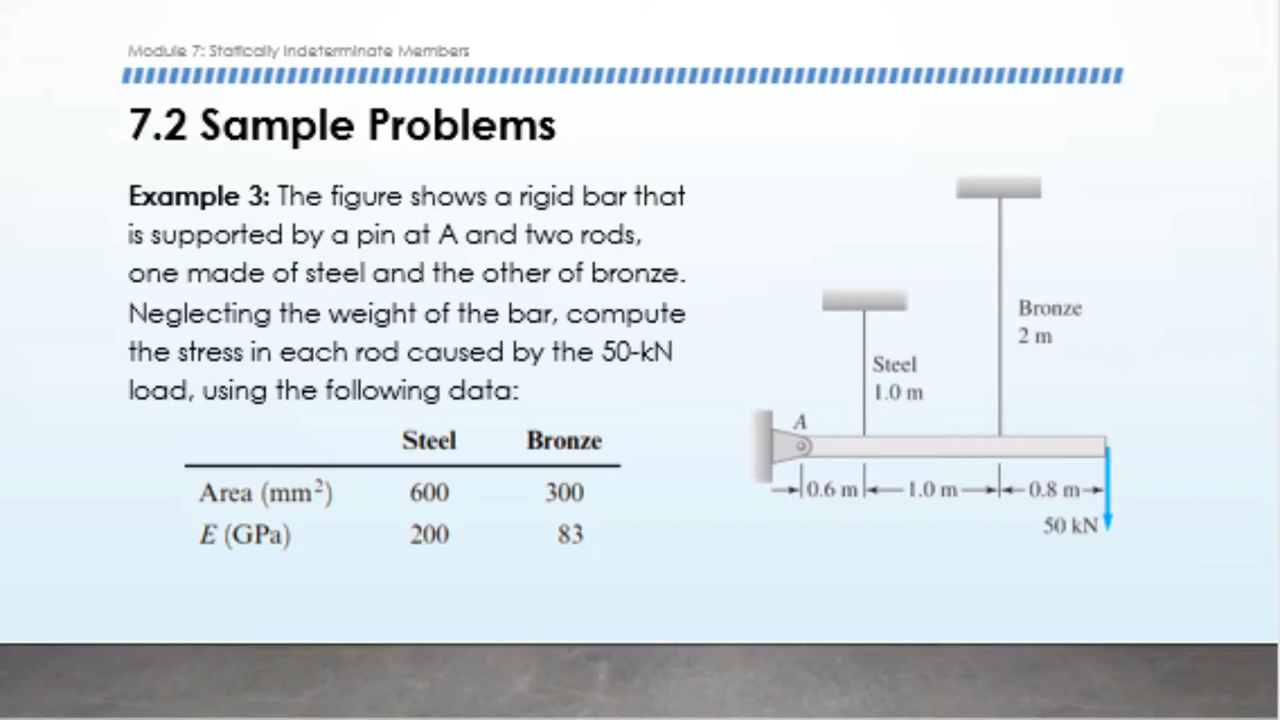 Module 7: Statically Indeterminate Members
7.2 Sample Problems
Example 3: The figure shows a rigid bar that
is supported by a pin at A and two rods,
one made of steel and the other of bronze.
Neglecting the weight of the bar, compute
the stress in each rod caused by the 50-kN
load, using the following data:
Steel Bronze
Area (mm²) 600 300
E (GPa) 200 83
Bronze
2 m
Steel
1.0 m
A
0.6 m 1.0 m 0.8 m
50 kN